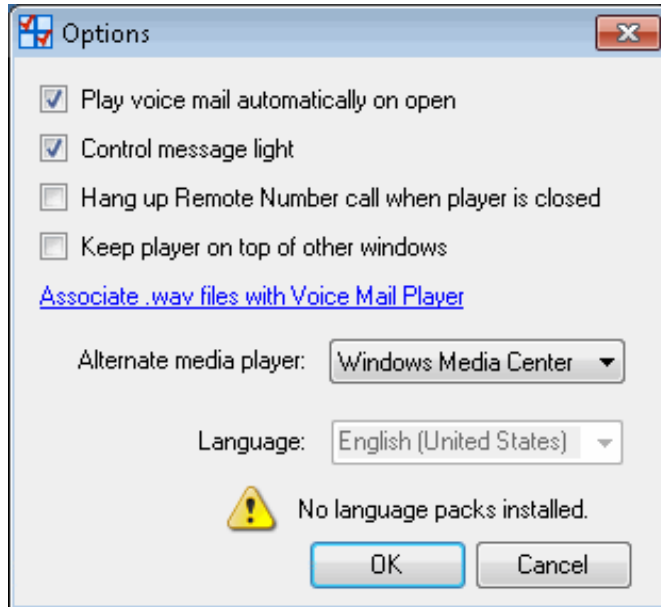 Options
Play voice mail automatically on open
Control message light
Hang up Remote Number call when player is closed
Keep player on top of other windows
Associate .wav files with Voice Mail Player
Alternate media player: Windows Media Center
Language: English (United States)
No language packs installed.
OK Cancel